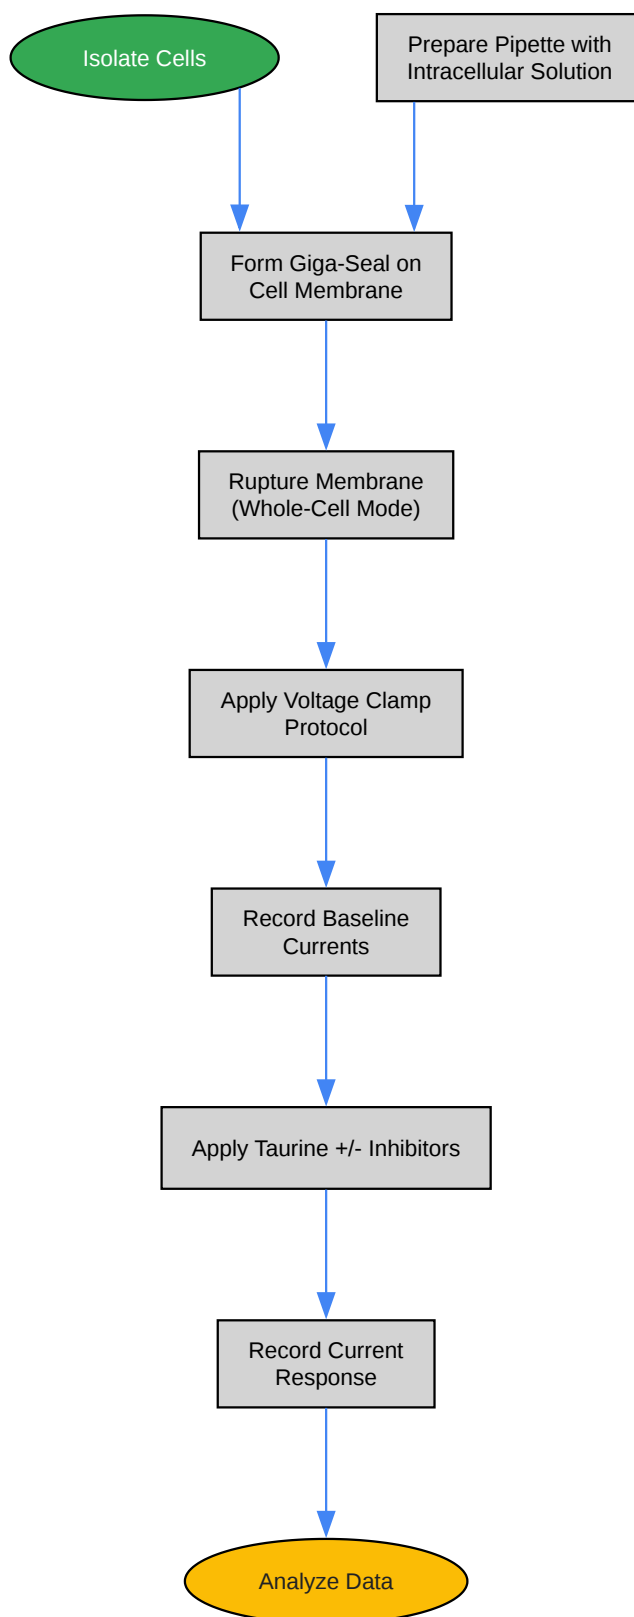 Isolate Cells
Prepare Pipette with
Intracellular Solution
Form Giga-Seal on
Cell Membrane
Rupture Membrane
(Whole-Cell Mode)
Apply Voltage Clamp
Protocol
Record Baseline
Currents
Apply Taurine +/- Inhibitors
Record Current
Response
Analyze Data